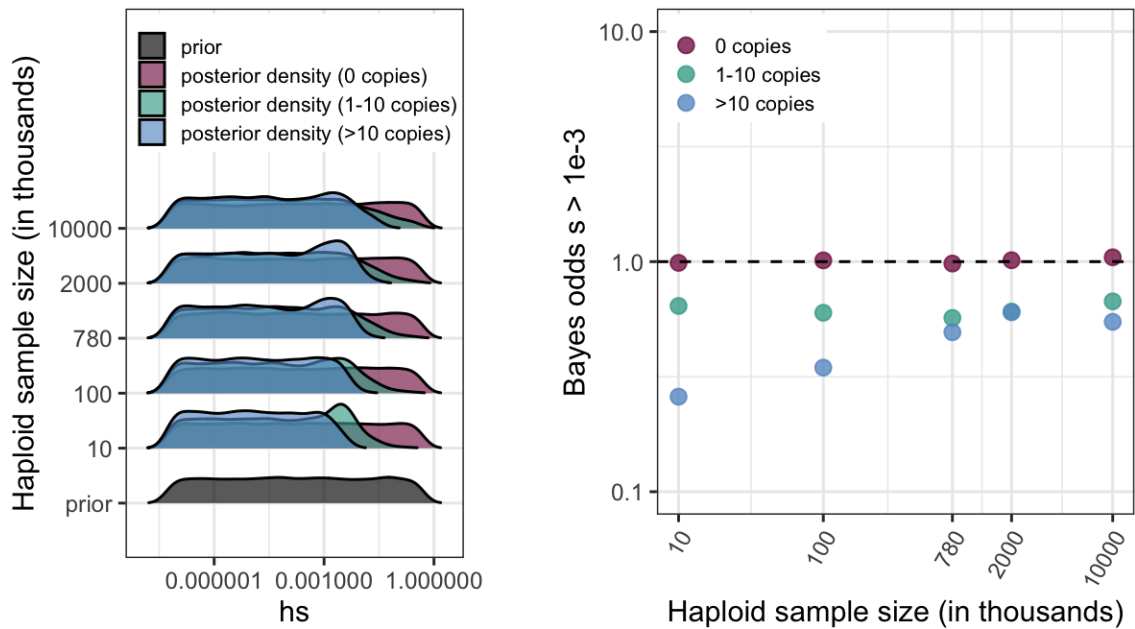 prior
posterior density (0 copies)
posterior density (1-10 copies)
posterior density (>10 copies)
Haploid sample size (in thousands)
10000
2000
780
100
10
prior
0.000001 0.001000 1.000000
hs
0 copies
1-10 copies
>10 copies
Bayes odds s > 1e-3
10.0
1.0
0.1
10 100 780 2000 10000
Haploid sample size (in thousands)